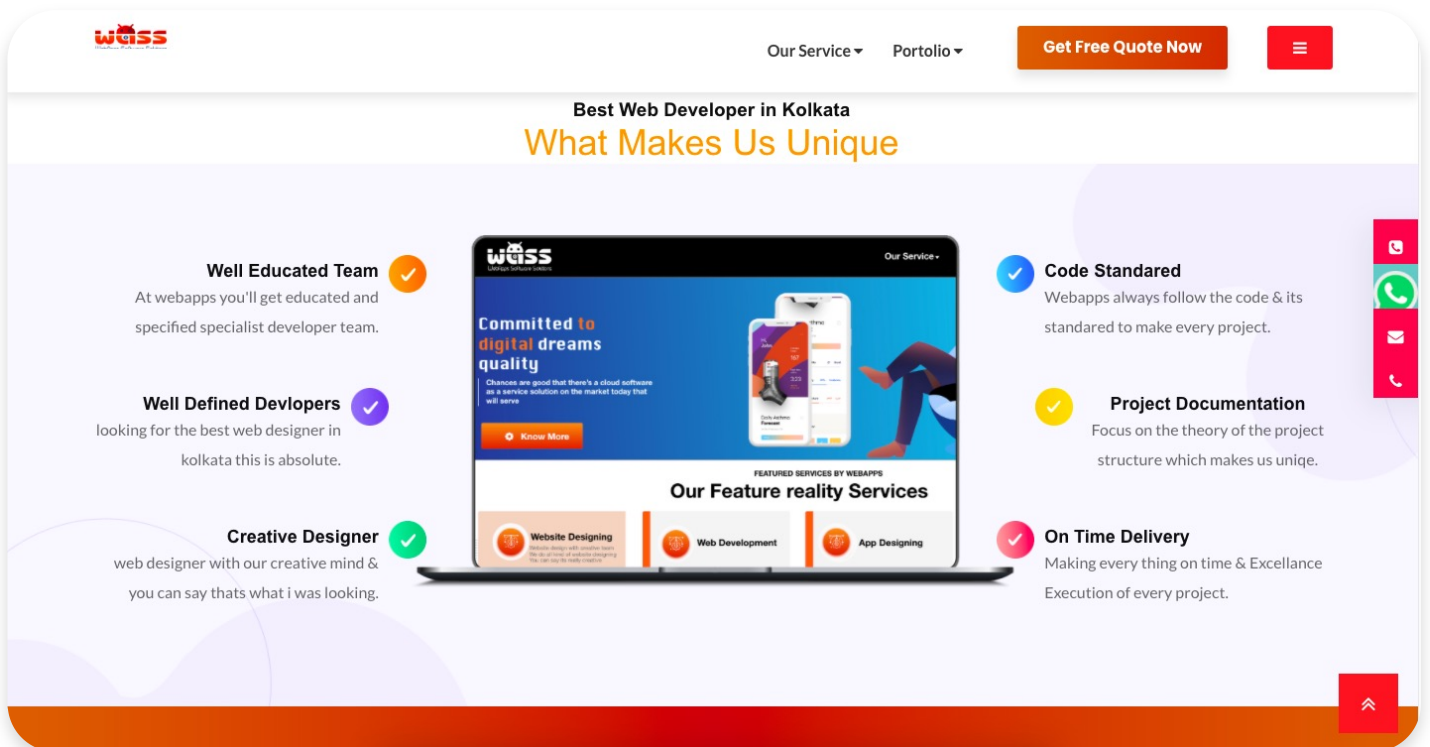 wass
Our Service
Portolio
Get Free Quote Now
Best Web Developer in Kolkata
What Makes Us Unique
Well Educated Team
At webapps you'll get educated and
specified specialist developer team.
Well Defined Devlopers
looking for the best web designer in
kolkata this is absolute.
Creative Designer
web designer with our creative mind &
you can say thats what i was looking.
wass
Our Service
Committed to
digital dreams
quality
Chances are good that there's a cloud software
as a service solution on the market today that
will serve
Know More
FEATURED SERVICES BY WEBAPPS
Our Feature reality Services
Website Designing
Web Development
App Designing
Code Standared
Webapps always follow the code & its
standared to make every project.
Project Documentation
Focus on the theory of the project
structure which makes us uniqe.
On Time Delivery
Making every thing on time & Excellance
Execution of every project.